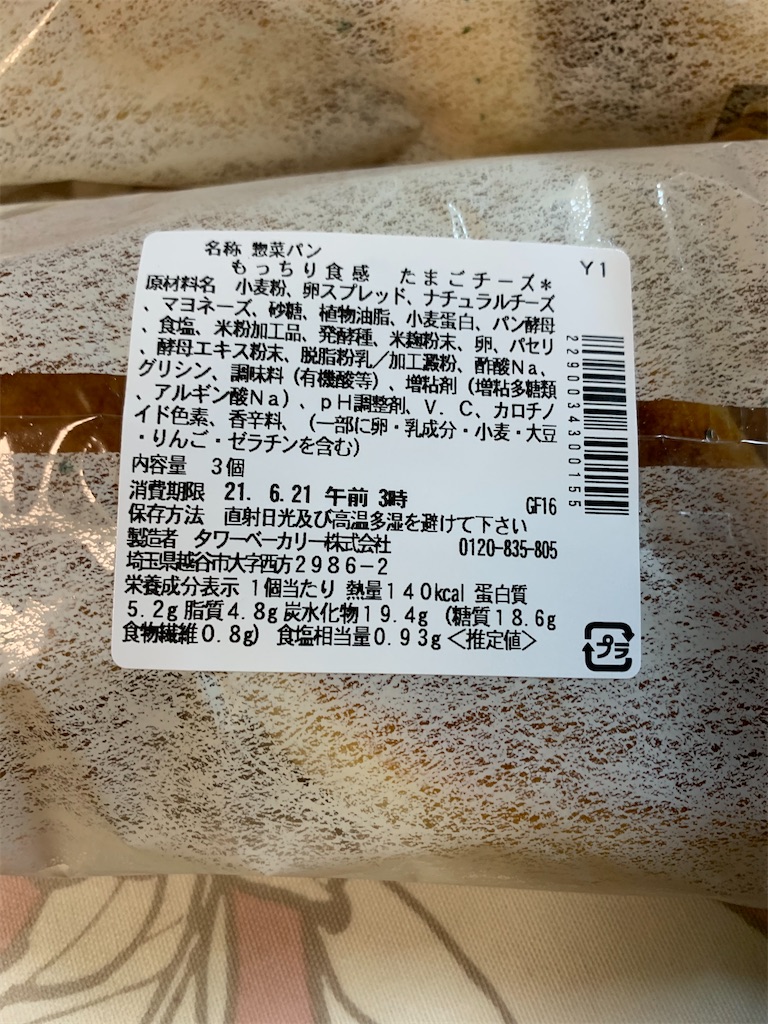 名称 惣菜パン
Y1
もっちり食感 たまごチーズ*
原材料名 小麦粉、卵スプレッド、ナチュラルチーズ
、マヨネーズ、砂糖、植物油脂、小麦蛋白、パン酵母
、食塩、米粉加工品、発酵種、米麹粉末、卵、パセリ
、酵母エキス粉末、脱脂粉乳/加工澱粉、酢酸Na、
グリシン、調味料(有機酸等)、増粘剤(増粘多糖類
、アルギン酸Na)、pH調整剤、V.C、カロチノ
イド色素、香辛料、(一部に卵・乳成分・小麦・大豆
・りんご・ゼラチンを含む)
内容量 3個
消費期限 21. 6.21 午前 3時
GF16
保存方法 直射日光及び高温多湿を避けて下さい
製造者 タワーベーカリー株式会社 0120-835-805
埼玉県越谷市大字西方2986-2
栄養成分表示 1個当たり 熱量140kcal 蛋白質
5.2g 脂質4.8g 炭水化物19.4g (糖質18.6g
食物繊維0.8g) 食塩相当量0.93g<推定値>
プラ
2290034300155